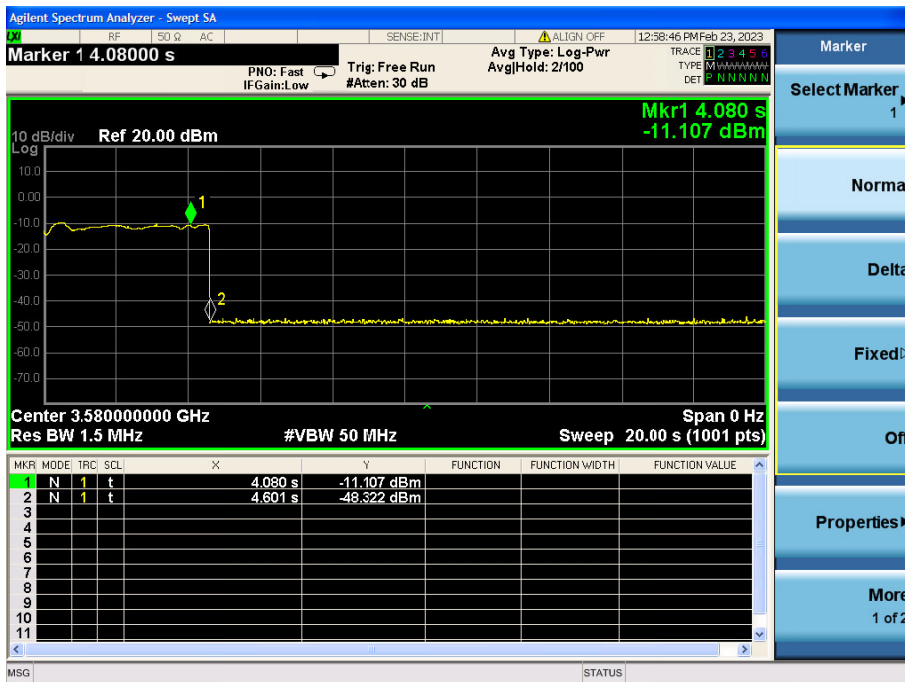 Agilent Spectrum Analyzer - Swept SA
LXI RF 50 Ω AC SENSE:INT ALIGN OFF 12:58:46 PM Feb 23, 2023
Marker 1 4.08000 s
PNO: Fast
IFGain:Low
Trig: Free Run
#Atten: 30 dB
Avg Type: Log-Pwr
Avg|Hold: 2/100
TRACE 1 2 3 4 5 6
TYPE M W W W W W
DET P N N N N N
Mkr1 4.080 s
-11.107 dBm
10 dB/div Ref 20.00 dBm
Log
10.0
0.00
-10.0
-20.0
-30.0
-40.0
-50.0
-60.0
-70.0
1
2
Center 3.580000000 GHz Span 0 Hz
Res BW 1.5 MHz #VBW 50 MHz Sweep 20.00 s (1001 pts)
MKR MODE TRC SCL X Y FUNCTION FUNCTION WIDTH FUNCTION VALUE
1 N 1 t 4.080 s -11.107 dBm
2 N 1 t 4.601 s -48.322 dBm
3
4
5
6
7
8
9
10
11
MSG STATUS
Marker
Select Marker
1
Norma
Delta
Fixed
Off
Properties
More
1 of 2